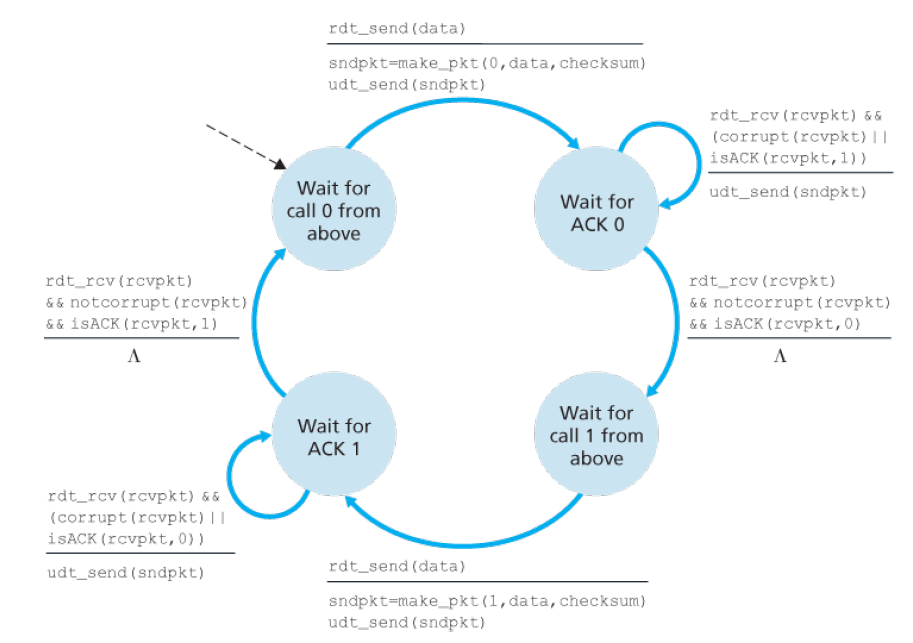 rdt_send(data)
sndpkt=make_pkt(0,data,checksum)
udt_send(sndpkt)
rdt_rcv(rcvpkt) &&
(corrupt(rcvpkt)||
isACK(rcvpkt,1))
udt_send(sndpkt)
Wait for
call 0 from
above
Wait for
ACK 0
rdt_rcv(rcvpkt)
&& notcorrupt(rcvpkt)
&& isACK(rcvpkt,1)
Λ
rdt_rcv(rcvpkt)
&& notcorrupt(rcvpkt)
&& isACK(rcvpkt,0)
Λ
Wait for
ACK 1
Wait for
call 1 from
above
rdt_rcv(rcvpkt) &&
(corrupt(rcvpkt)||
isACK(rcvpkt,0))
udt_send(sndpkt)
rdt_send(data)
sndpkt=make_pkt(1,data,checksum)
udt_send(sndpkt)